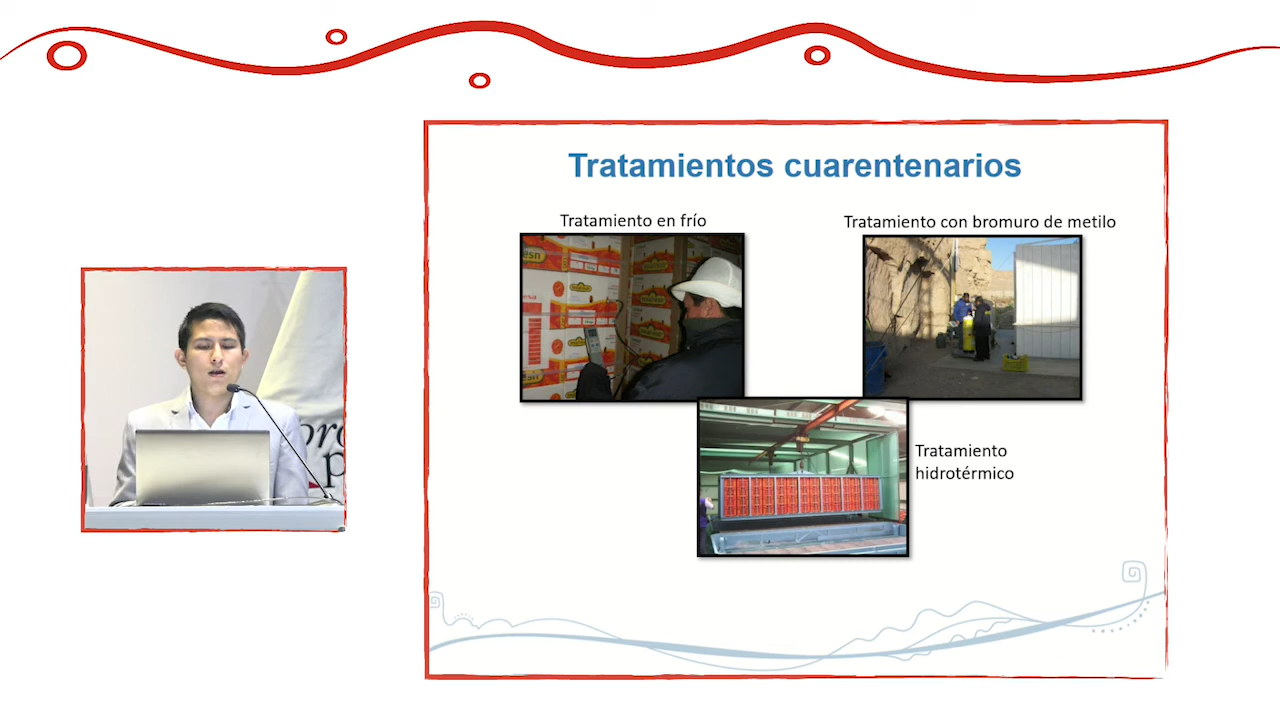 Tratamientos cuarentenarios
Tratamiento en frío
Tratamiento con bromuro de metilo
Tratamiento
hidrotérmico